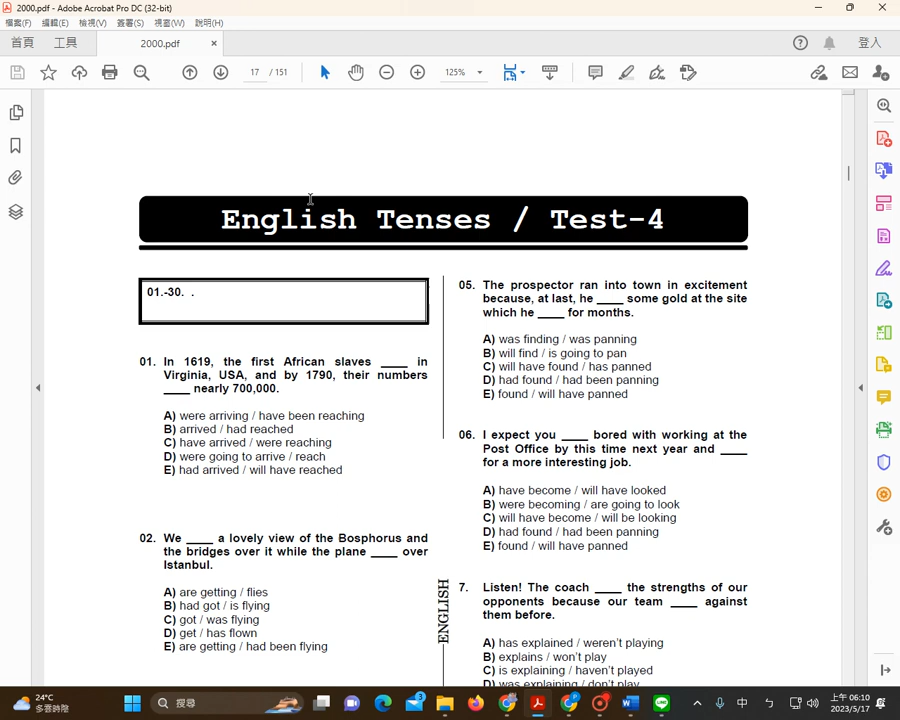 2000.pdf - Adobe Acrobat Pro DC (32-bit)
檔案(F) 編輯(E) 檢視(V) 簽署(S) 視窗(W) 說明(H)
首頁 工具 2000.pdf × 登入
17 / 151 125%
English Tenses / Test-4
01.-30. .
01. In 1619, the first African slaves ____ in
Virginia, USA, and by 1790, their numbers
____ nearly 700,000.
A) were arriving / have been reaching
B) arrived / had reached
C) have arrived / were reaching
D) were going to arrive / reach
E) had arrived / will have reached
02. We ____ a lovely view of the Bosphorus and
the bridges over it while the plane ____ over
Istanbul.
A) are getting / flies
B) had got / is flying
C) got / was flying
D) get / has flown
E) are getting / had been flying
ENGLISH
05. The prospector ran into town in excitement
because, at last, he ____ some gold at the site
which he ____ for months.
A) was finding / was panning
B) will find / is going to pan
C) will have found / has panned
D) had found / had been panning
E) found / will have panned
06. I expect you ____ bored with working at the
Post Office by this time next year and ____
for a more interesting job.
A) have become / will have looked
B) were becoming / are going to look
C) will have become / will be looking
D) had found / had been panning
E) found / will have panned
7. Listen! The coach ____ the strengths of our
opponents because our team ____ against
them before.
A) has explained / weren't playing
B) explains / won't play
C) is explaining / haven't played
D) was explaining / don't play
24°C
多雲時陰
搜尋
中
上午 06:10
2023/5/17